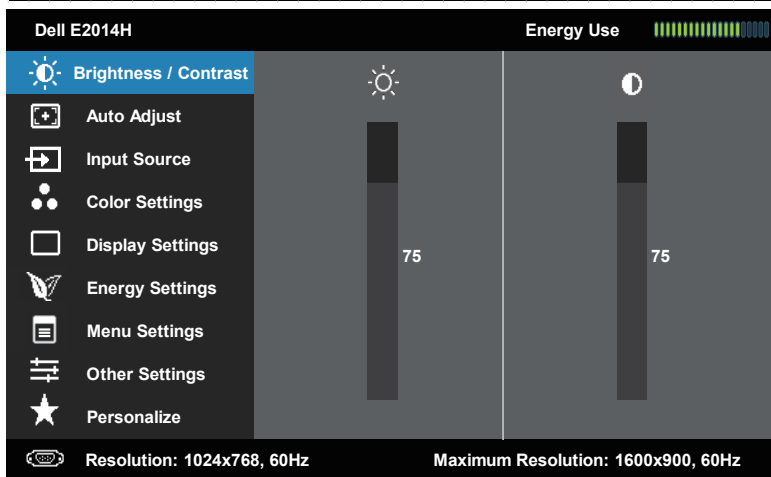 Dell E2014H Energy Use
Brightness / Contrast
Auto Adjust
Input Source
Color Settings
Display Settings
75 75
Energy Settings
Menu Settings
Other Settings
Personalize
Resolution: 1024x768, 60Hz Maximum Resolution: 1600x900, 60Hz